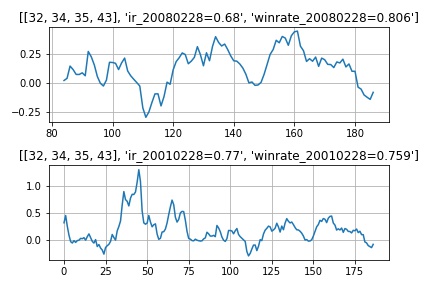 [[32, 34, 35, 43], 'ir_20080228=0.68', 'winrate_20080228=0.806']
0.25
0.00
−0.25
80 100 120 140 160 180
[[32, 34, 35, 43], 'ir_20010228=0.77', 'winrate_20010228=0.759']
1.0
0.5
0.0
0 25 50 75 100 125 150 175